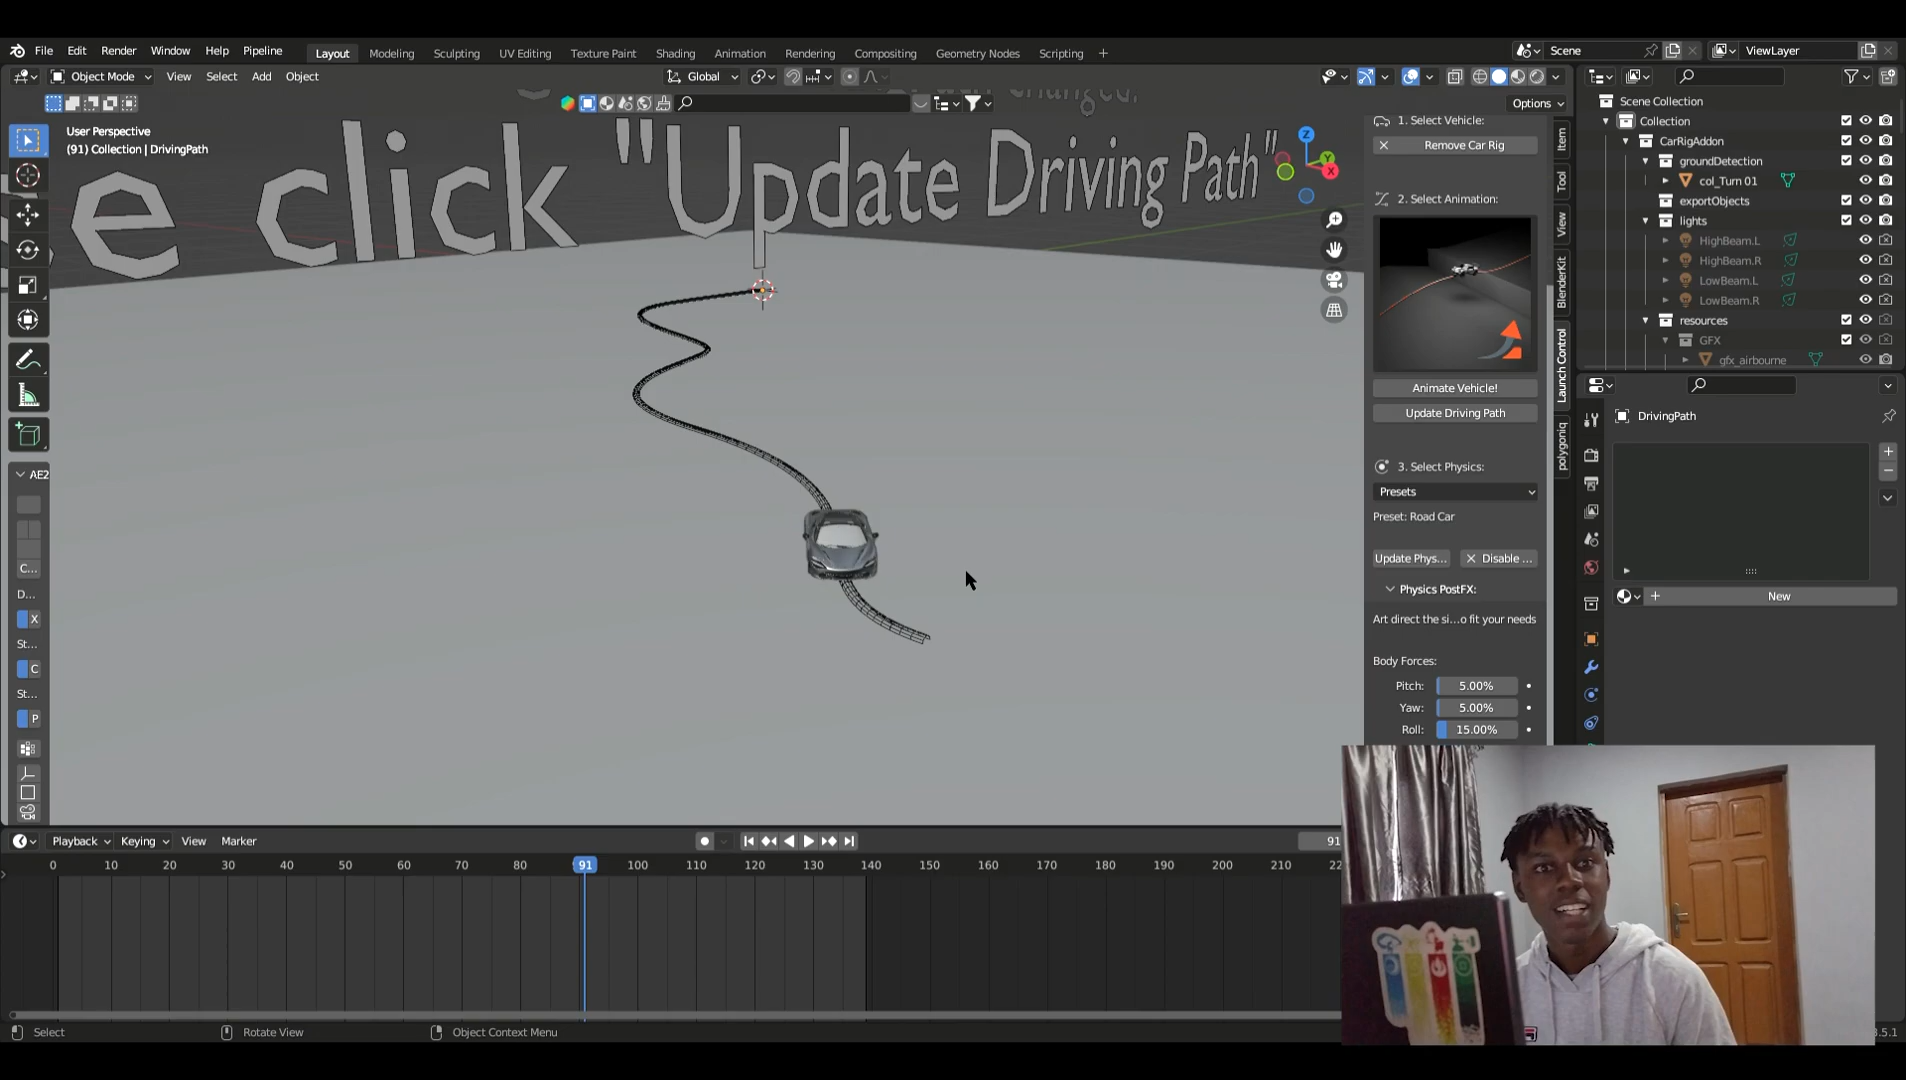 File Edit Render Window Help Pipeline Layout Modeling Sculpting UV Editing Texture Paint Shading Animation Rendering Compositing Geometry Nodes Scripting + Scene ViewLayer
Object Mode View Select Add Object Global
Options
User Perspective
(91) Collection | DrivingPath
changed,
e click "Update Driving Path"
Z
Y
X
1. Select Vehicle:
Remove Car Rig
2. Select Animation:
Animate Vehicle!
Update Driving Path
3. Select Physics:
Presets
Preset: Road Car
Update Phys... Disable ...
Physics PostFX:
Art direct the si...o fit your needs
Body Forces:
Pitch: 5.00%
Yaw: 5.00%
Roll: 15.00%
Item
Tool
View
BlenderKit
Launch Control
polygoniq
Scene Collection
Collection
CarRigAddon
groundDetection
col_Turn 01
exportObjects
lights
HighBeam.L
HighBeam.R
LowBeam.L
LowBeam.R
resources
GFX
gfx_airbourne
DrivingPath
New
AE2
C...
D...
X
St...
C
St...
P
Playback Keying View Marker 91
0 10 20 30 40 50 60 70 80 91 100 110 120 130 140 150 160 170 180 190 200 210 22
Select Rotate View Object Context Menu .5.1